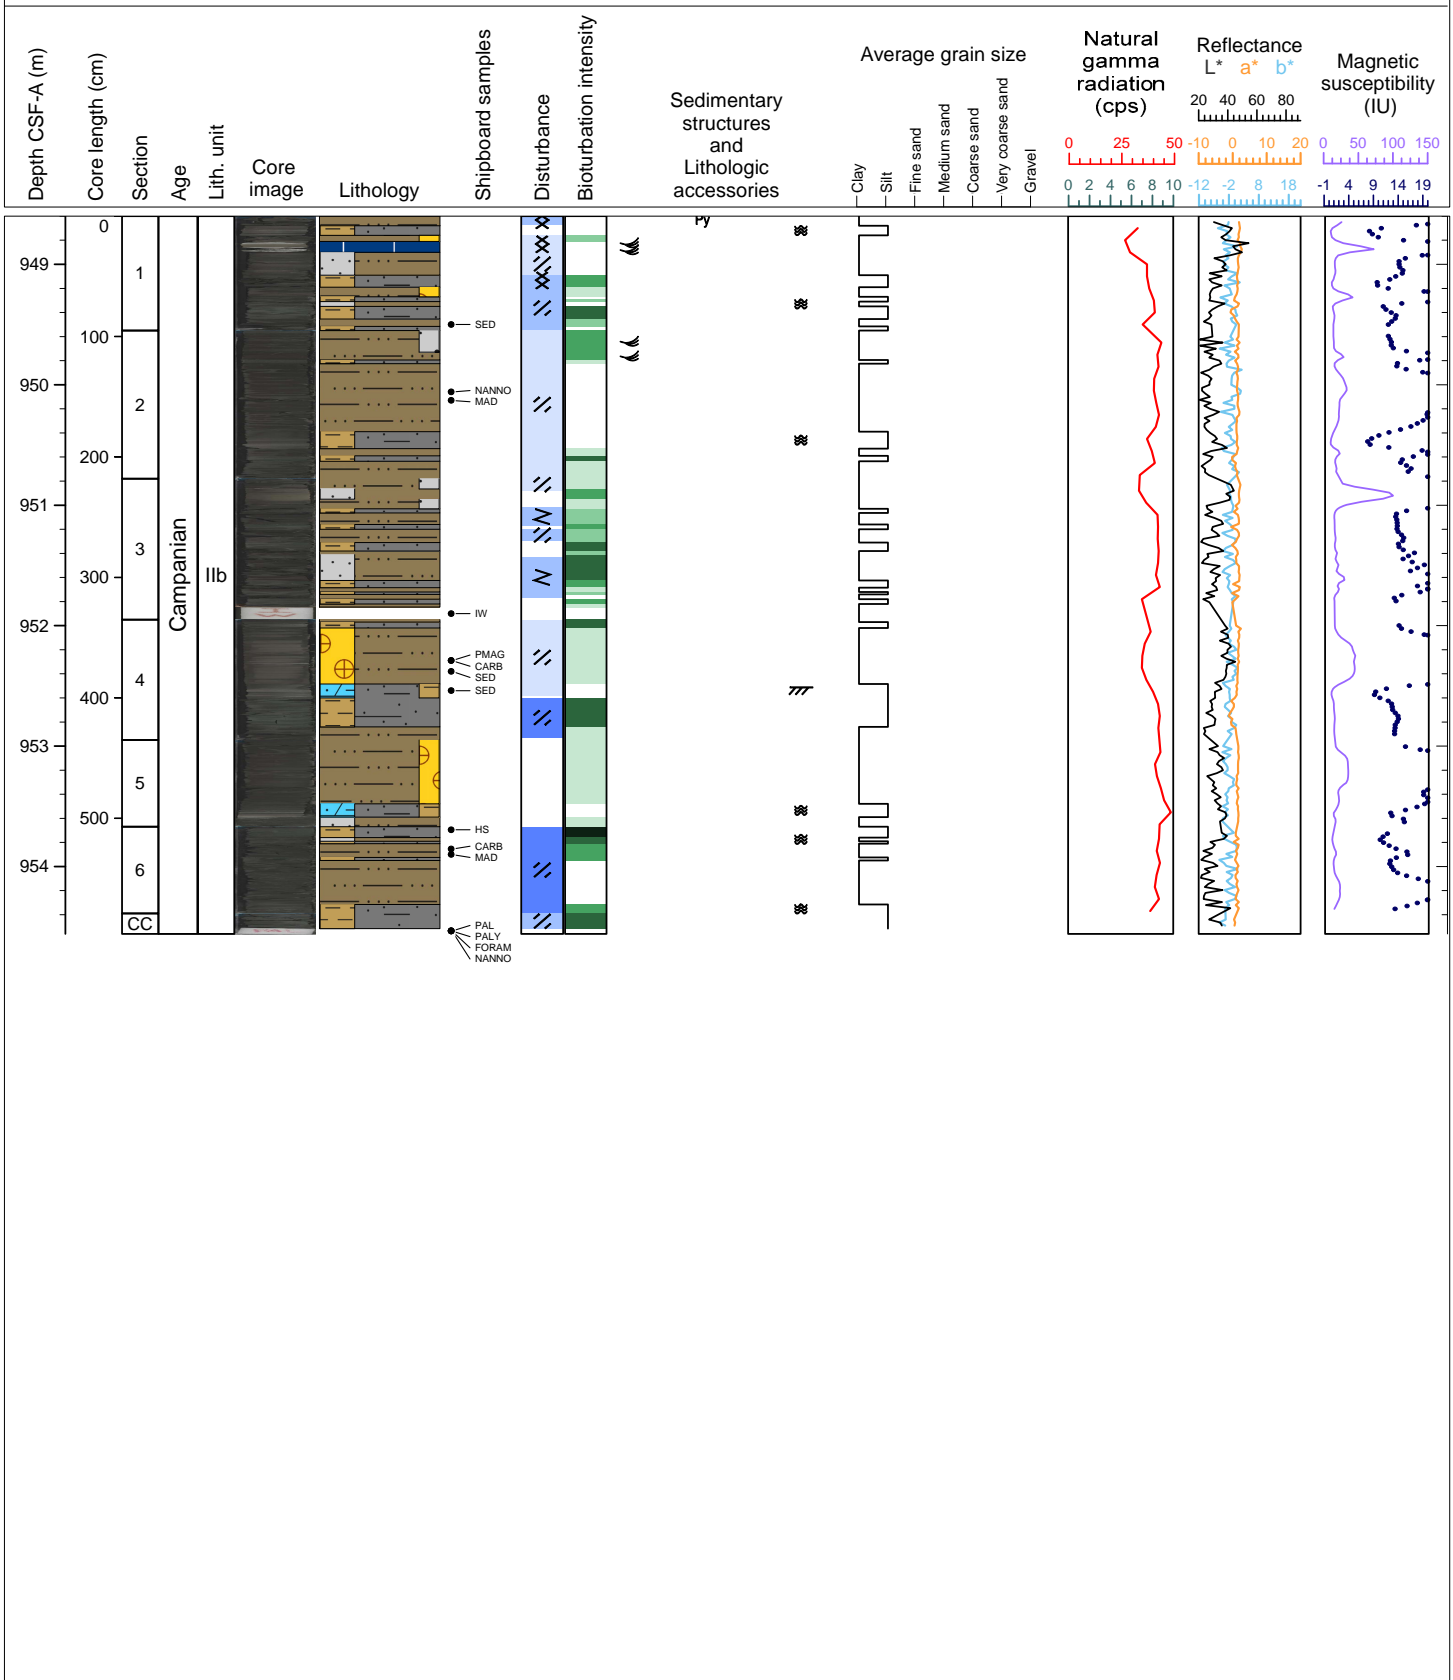 Depth CSF-A (m)
Core length (cm)
Section
Age
Lith. unit
Core
image
Lithology
Shipboard samples
Disturbance
Bioturbation intensity
Sedimentary
structures
and
Lithologic
accessories
Average grain size
Clay
Silt
Fine sand
Medium sand
Coarse sand
Very coarse sand
Gravel
Natural
gamma
radiation
(cps)
0 25 50
0 2 4 6 8 10
Reflectance
L* a* b*
20 40 60 80
-10 0 10 20
-12 -2 8 18
Magnetic
susceptibility
(IU)
0 50 100 150
-1 4 9 14 19
0
100
200
300
400
500
949
950
951
952
953
954
1
2
3
4
5
6
CC
Campanian
IIb
SED
NANNO
MAD
IW
PMAG
CARB
SED
SED
HS
CARB
MAD
PAL
PALY
FORAM
NANNO
Py